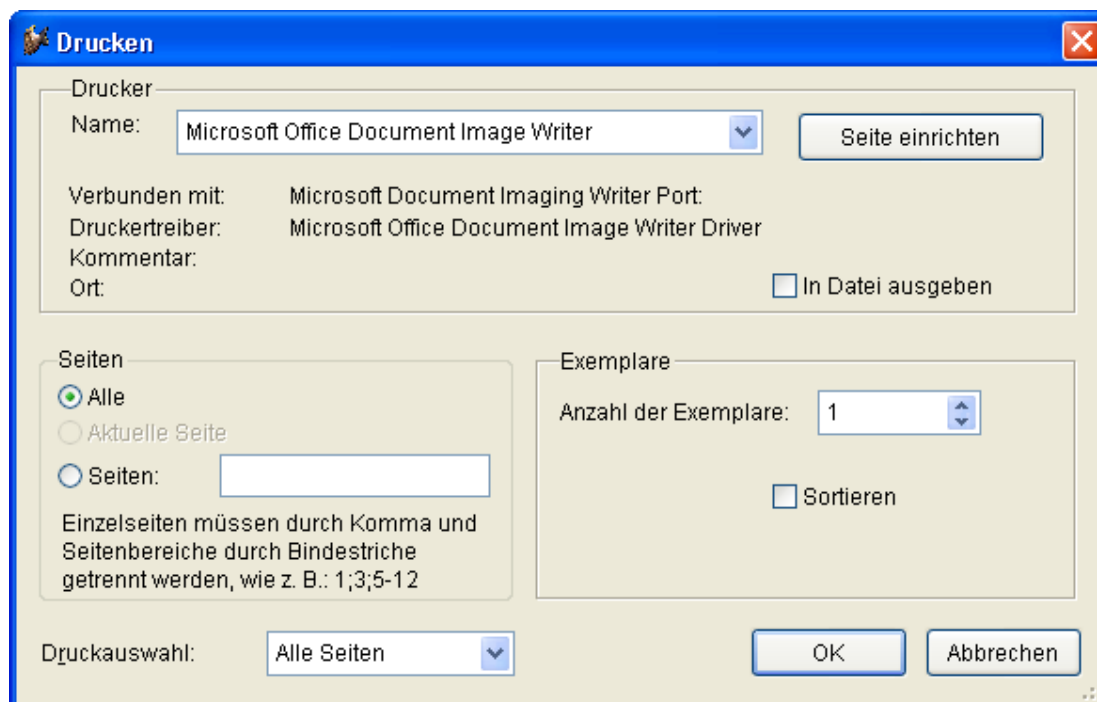 Drucken
Drucker
Name: Microsoft Office Document Image Writer Seite einrichten
Verbunden mit: Microsoft Document Imaging Writer Port:
Druckertreiber: Microsoft Office Document Image Writer Driver
Kommentar:
Ort: In Datei ausgeben
Seiten
Alle
Aktuelle Seite
Seiten:
Einzelseiten müssen durch Komma und
Seitenbereiche durch Bindestriche
getrennt werden, wie z. B.: 1;3;5-12
Exemplare
Anzahl der Exemplare: 1
Sortieren
Druckauswahl: Alle Seiten OK Abbrechen